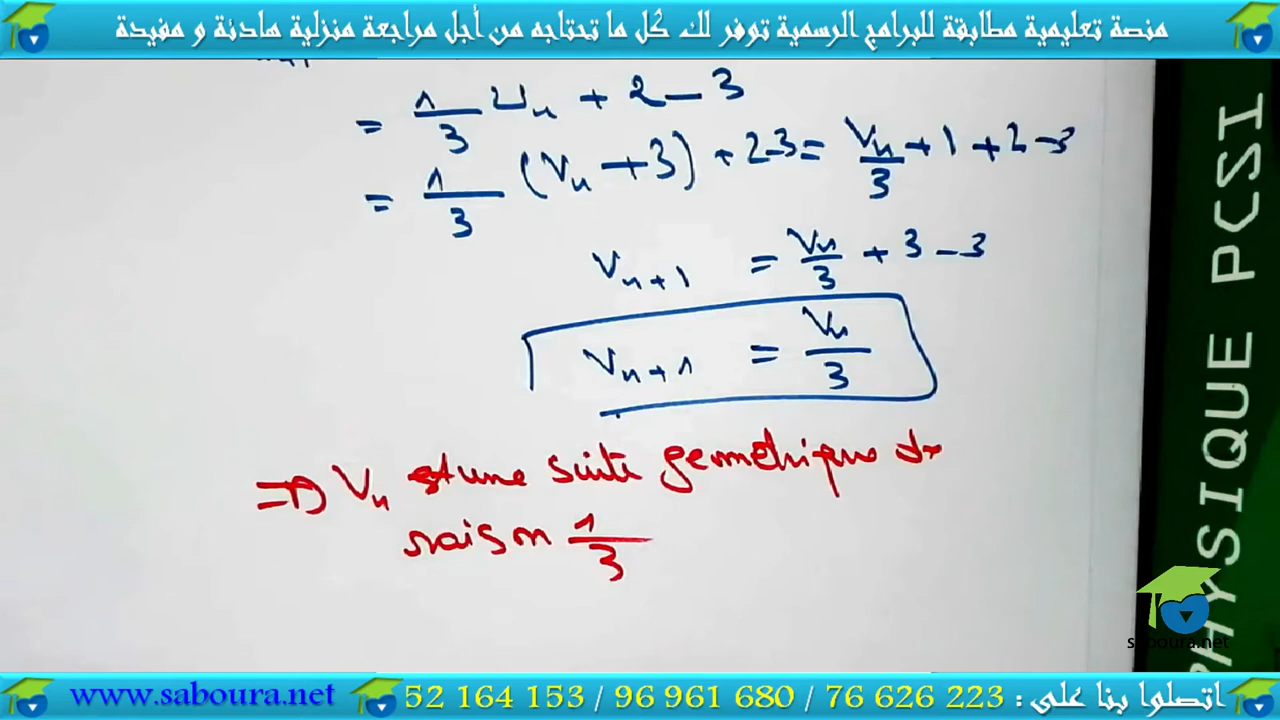 منصة تعليمية مطابقة للبرامج الرسمية توفر لك كل ما تحتاجه من أجل مراجعة منزلية هادئة و مفيدة
= 1/3 Un + 2 - 3
= 1/3 (Vn + 3) + 2 - 3 = Vn/3 + 1 + 2 - 3
Vn+1 = Vn/3 + 3 - 3
Vn+1 = Vn/3
=> Vn est une suite geometrique de
raison 1/3
PHYSIQUE PCSI
saboura.net
www.saboura.net
52 164 153 / 96 961 680 / 76 626 223 : اتصلوا بنا على